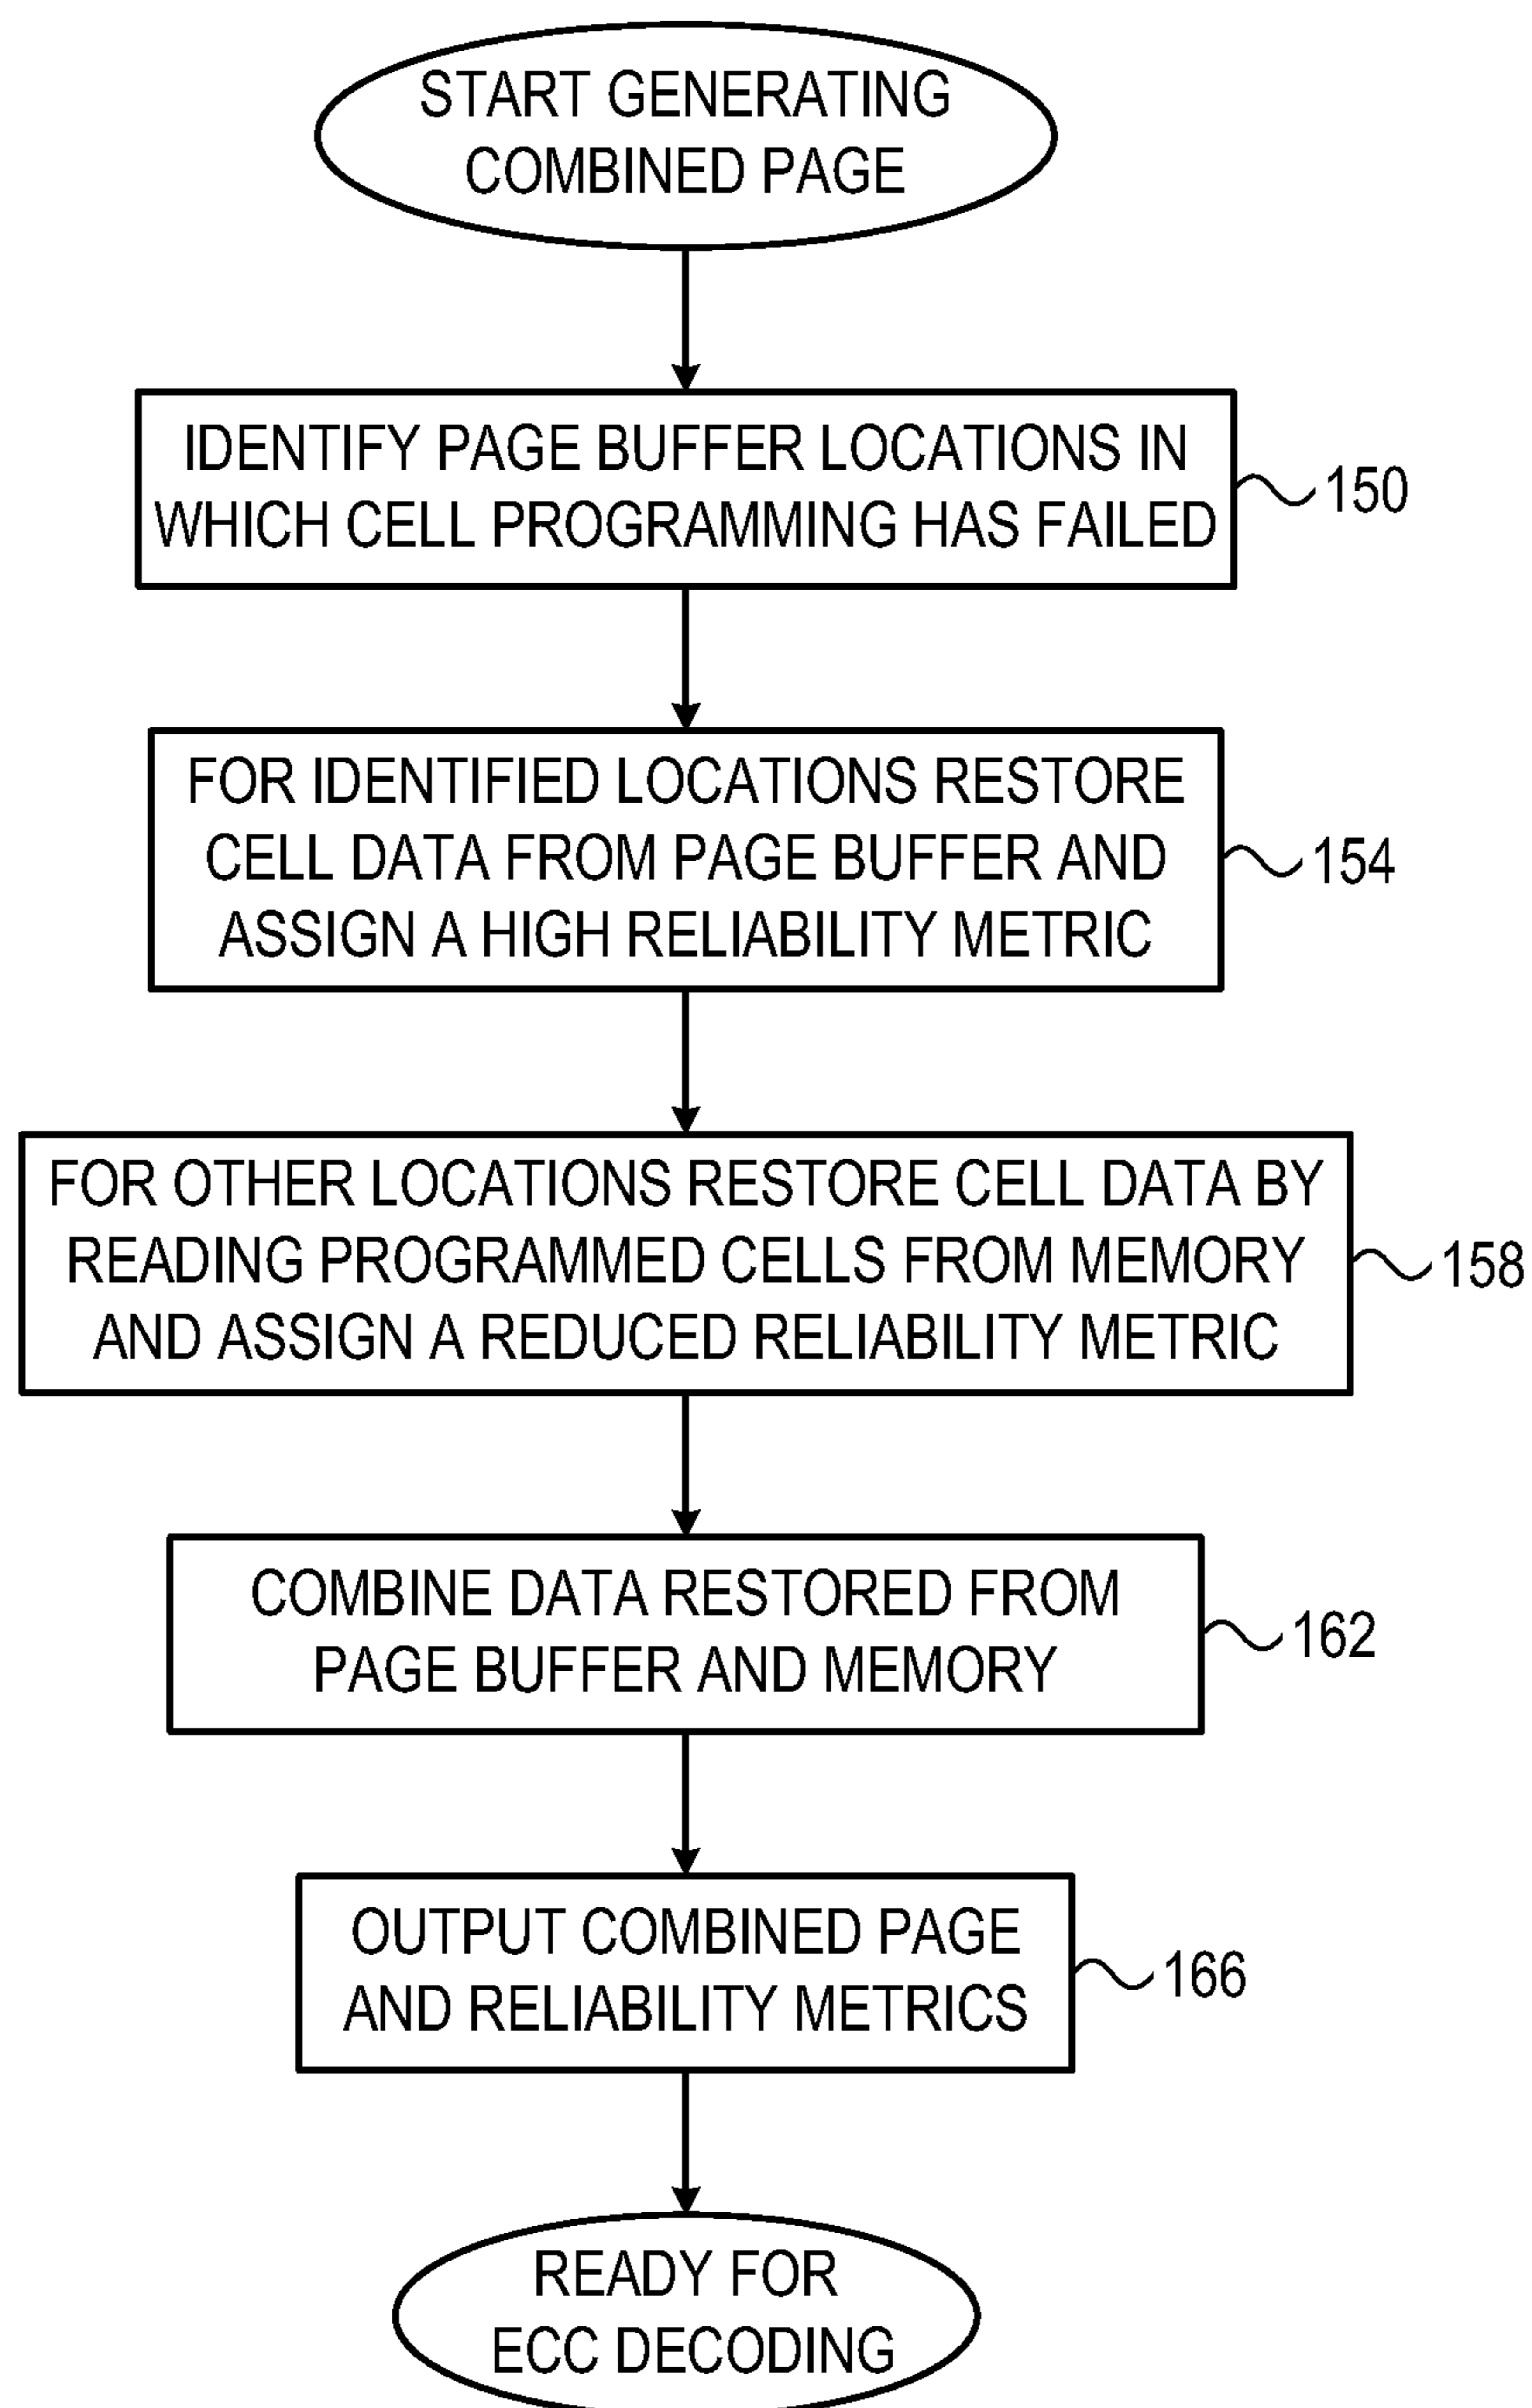 START GENERATING
COMBINED PAGE
IDENTIFY PAGE BUFFER LOCATIONS IN
WHICH CELL PROGRAMMING HAS FAILED
150
FOR IDENTIFIED LOCATIONS RESTORE
CELL DATA FROM PAGE BUFFER AND
ASSIGN A HIGH RELIABILITY METRIC
154
FOR OTHER LOCATIONS RESTORE CELL DATA BY
READING PROGRAMMED CELLS FROM MEMORY
AND ASSIGN A REDUCED RELIABILITY METRIC
158
COMBINE DATA RESTORED FROM
PAGE BUFFER AND MEMORY
162
OUTPUT COMBINED PAGE
AND RELIABILITY METRICS
166
READY FOR
ECC DECODING